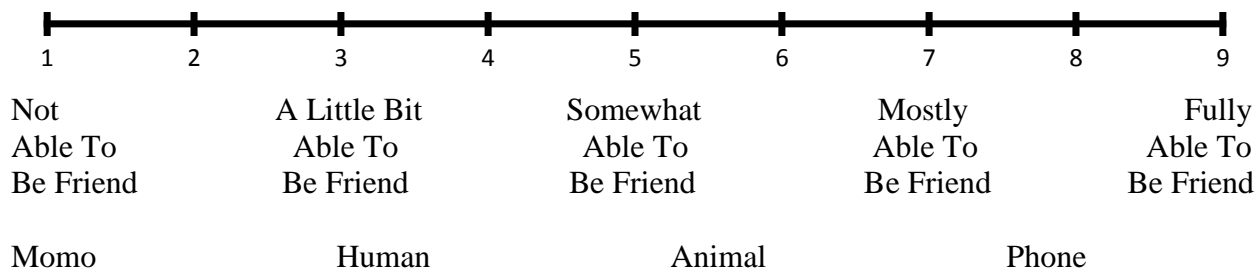 1 2 3 4 5 6 7 8 9
Not A Little Bit Somewhat Mostly Fully
Able To Able To Able To Able To Able To
Be Friend Be Friend Be Friend Be Friend Be Friend
Momo Human Animal Phone